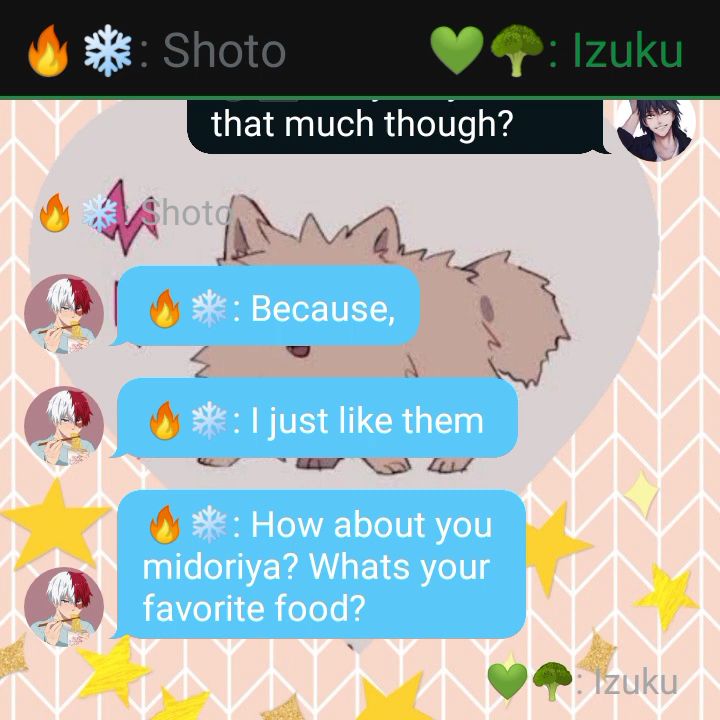 🔥❄️: Shoto
💚🥦: Izuku
that much though?
🔥❄️: Shoto
🔥❄️: Because,
🔥❄️: I just like them
🔥❄️: How about you
midoriya? Whats your
favorite food?
💚🥦: Izuku